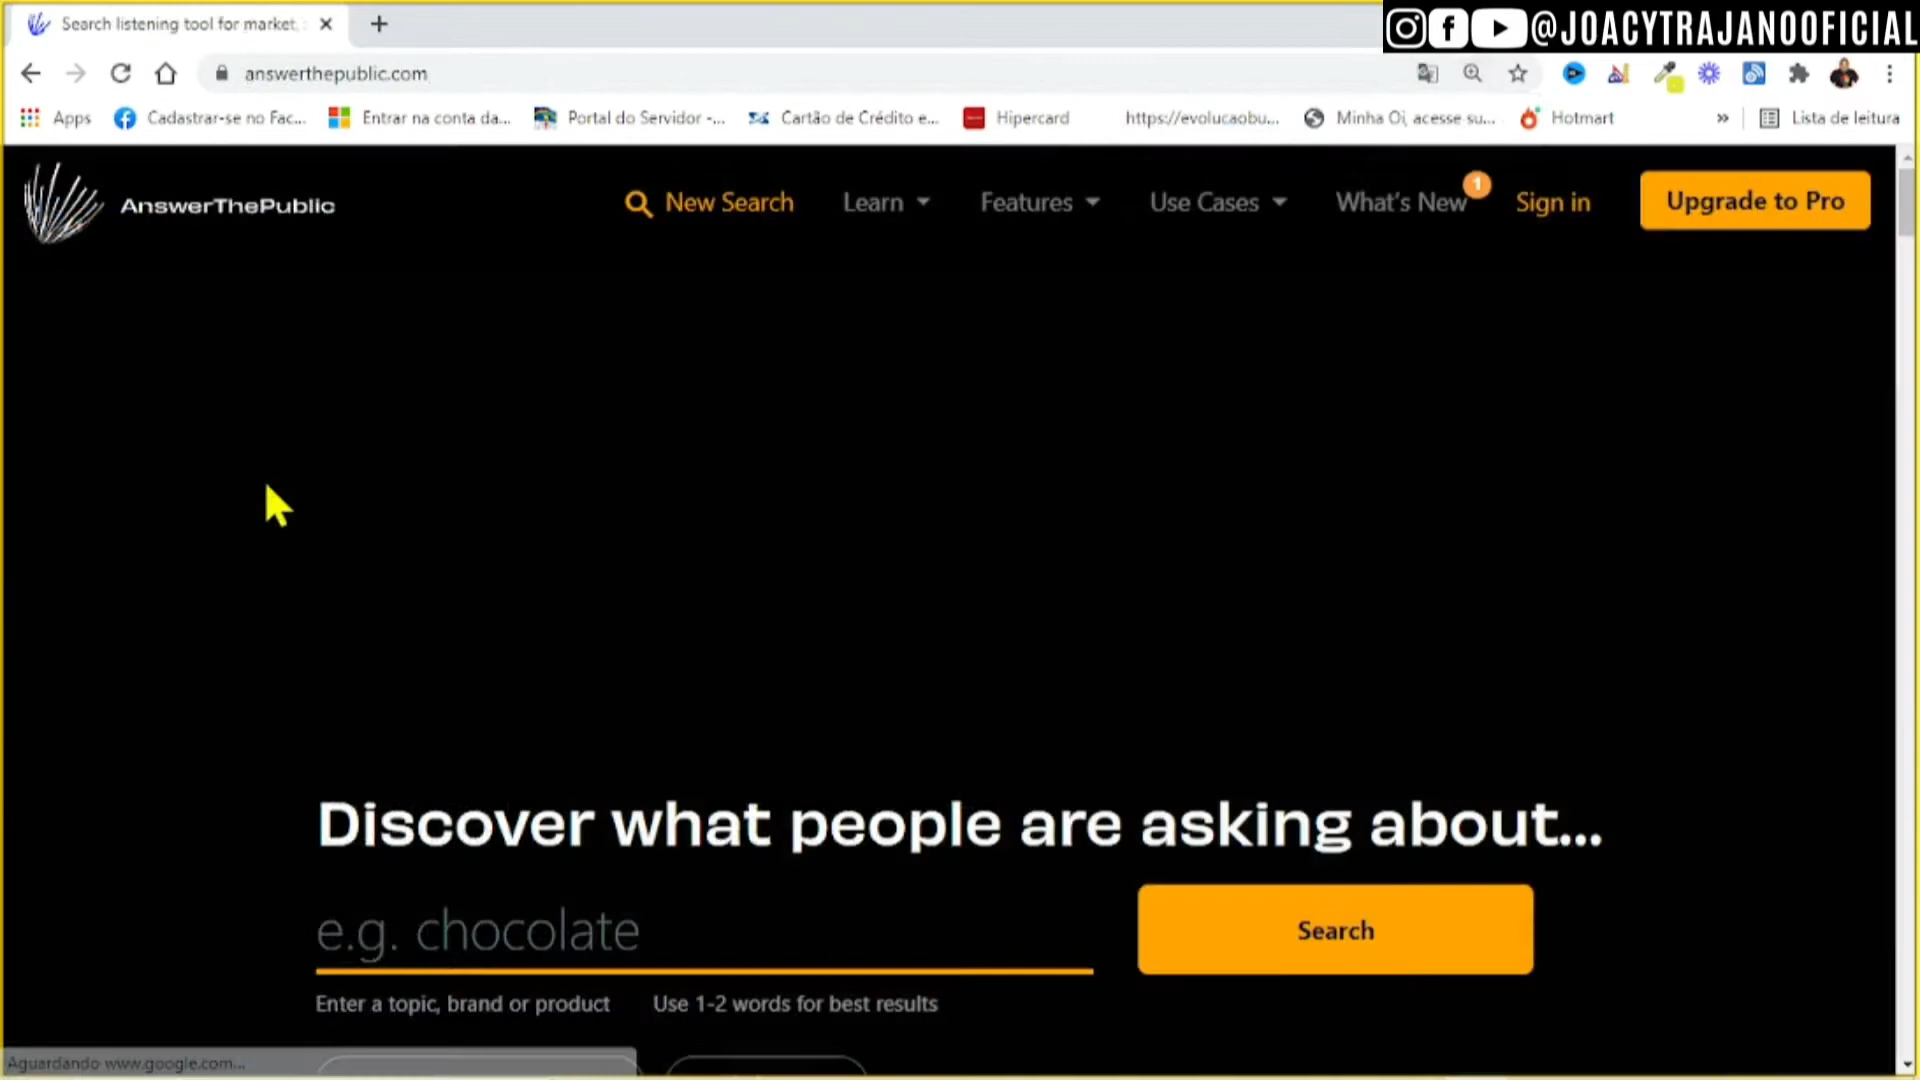 Search listening tool for market,
@JOACYTRAJANOOFICIAL
answerthepublic.com
Apps
Cadastrar-se no Fac...
Entrar na conta da...
Portal do Servidor -...
Cartão de Crédito e...
Hipercard
https://evolucaobu...
Minha Oi, acesse su...
Hotmart
»
Lista de leitura
AnswerThePublic
New Search
Learn
Features
Use Cases
What's New
1
Sign in
Upgrade to Pro
Discover what people are asking about...
e.g. chocolate
Search
Enter a topic, brand or product
Use 1-2 words for best results
Aguardando www.google.com...